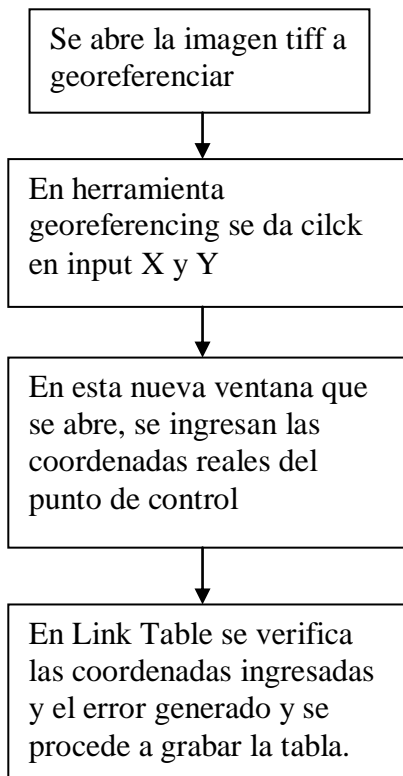 Se abre la imagen tiff a
georeferenciar
En herramienta
georeferencing se da cilck
en input X y Y
En esta nueva ventana que
se abre, se ingresan las
coordenadas reales del
punto de control
En Link Table se verifica
las coordenadas ingresadas
y el error generado y se
procede a grabar la tabla.